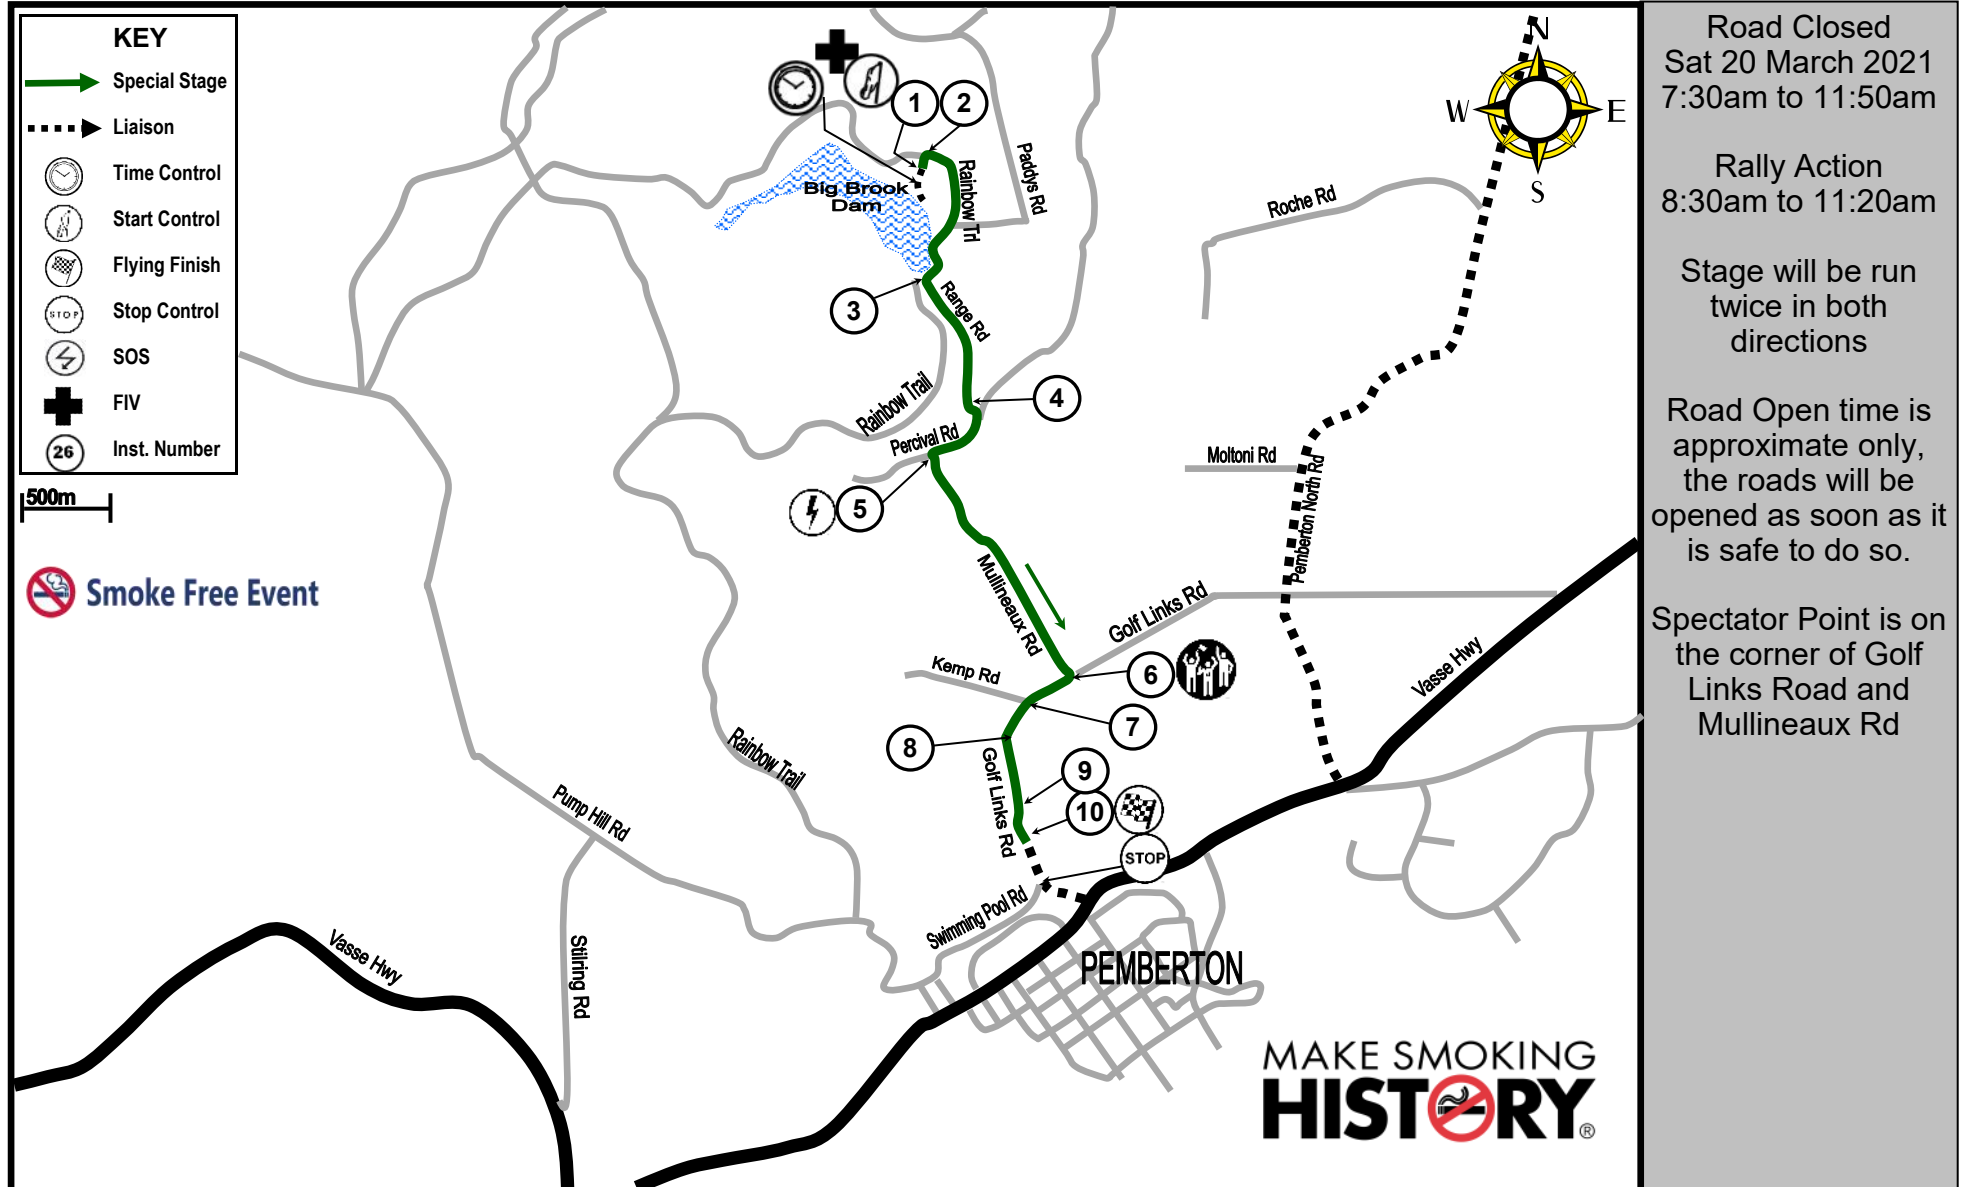 KEY
Special Stage
Liaison
Time Control
Start Control
Flying Finish
STOP
Stop Control
SOS
FIV
26
Inst. Number
500m
Smoke Free Event
1
2
Big Brook
Dam
Rainbow Trl
Paddys Rd
3
Range Rd
4
Rainbow Trail
Percival Rd
5
Mullineaux Rd
Golf Links Rd
6
Kemp Rd
7
8
Golf Links Rd
9
10
STOP
Swimming Pool Rd
PEMBERTON
Rainbow Trail
Pump Hill Rd
Stilring Rd
Vasse Hwy
Roche Rd
Moltoni Rd
Pemberton North Rd
Vasse Hwy
N
W
E
S
MAKE SMOKING
HISTORY®
Road Closed
Sat 20 March 2021
7:30am to 11:50am
Rally Action
8:30am to 11:20am
Stage will be run
twice in both
directions
Road Open time is
approximate only,
the roads will be
opened as soon as it
is safe to do so.
Spectator Point is on
the corner of Golf
Links Road and
Mullineaux Rd